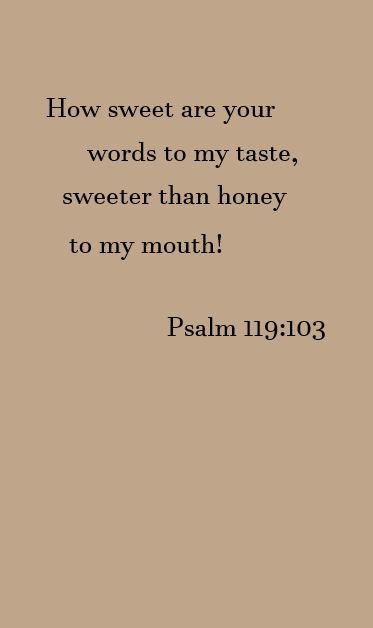 How sweet are your
words to my taste,
sweeter than honey
to my mouth!
Psalm 119:103